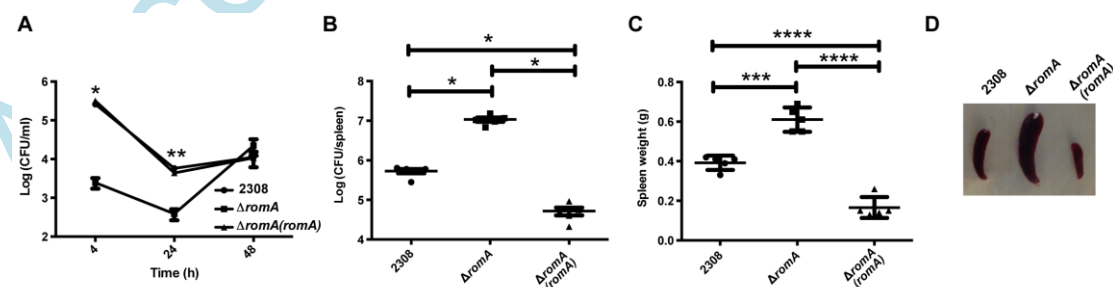 A
Log (CFU/ml)
6
5
4
3
2
*
**
2308
ΔromA
ΔromA(romA)
4
24
48
Time (h)
B
Log (CFU/spleen)
8
7
6
5
4
*
*
*
2308
ΔromA
ΔromA
(romA)
C
Spleen weight (g)
0.8
0.6
0.4
0.2
0.0
****
****
***
2308
ΔromA
ΔromA
(romA)
D
2308
ΔromA
ΔromA
(romA)